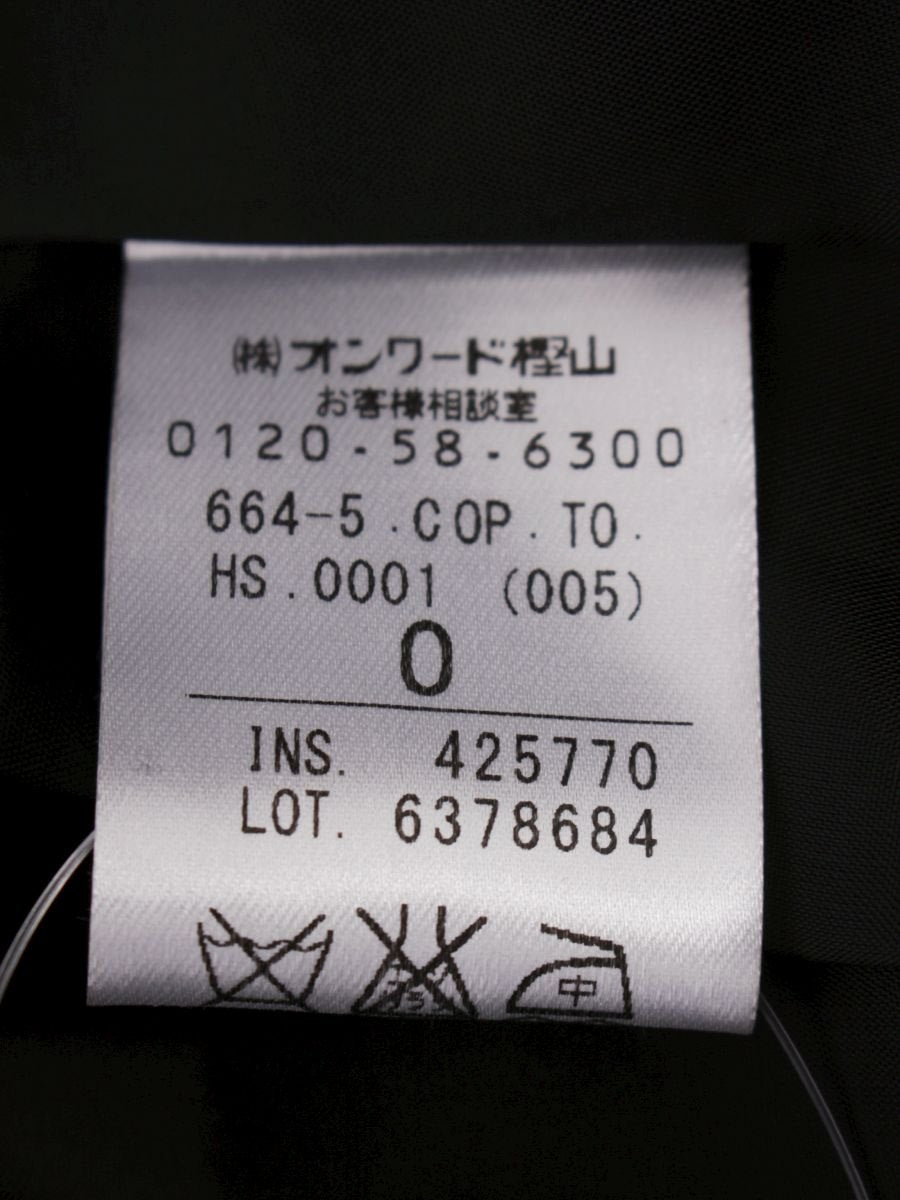 ㈱オンワード樫山
お客様相談室
0120-58-6300
664-5.COP.TO.
HS.0001 (005)
0
INS. 425770
LOT. 6378684
中